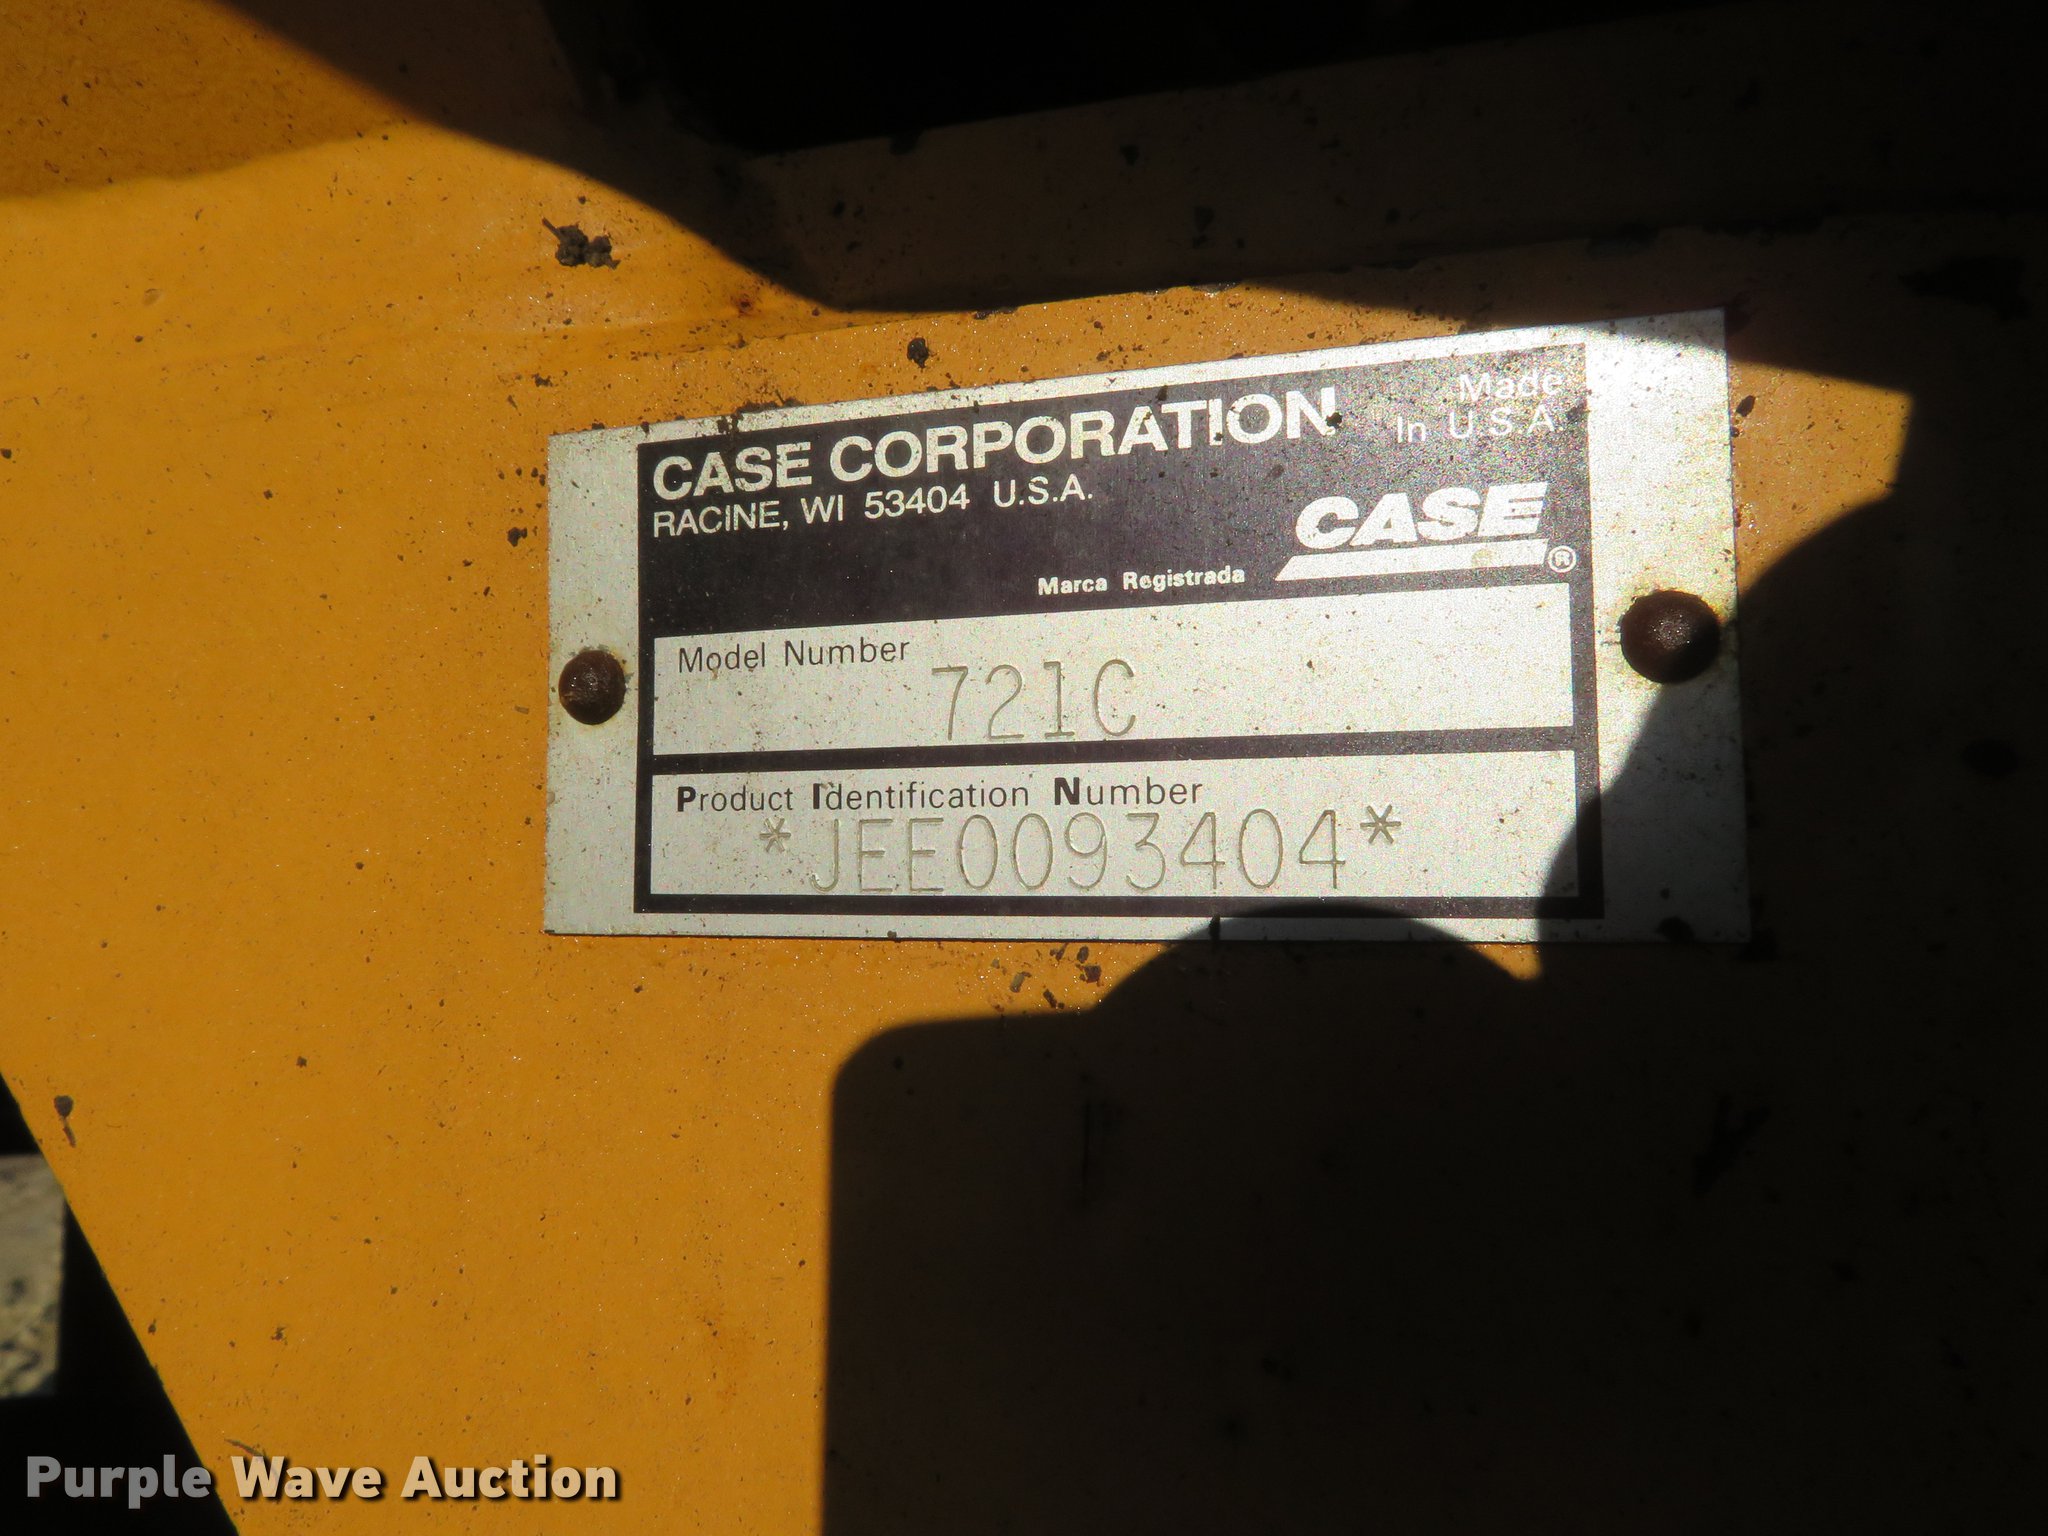 CASE CORPORATION
RACINE, WI 53404 U.S.A.
Made
In U.S.A
CASE®
Marca Registrada
Model Number
721C
Product Identification Number
*JEE0093404*
Purple Wave Auction